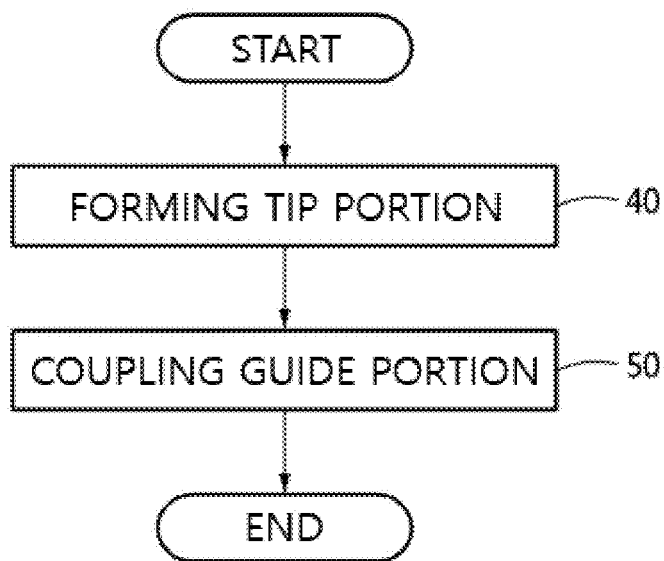 START
FORMING TIP PORTION
40
COUPLING GUIDE PORTION
50
END